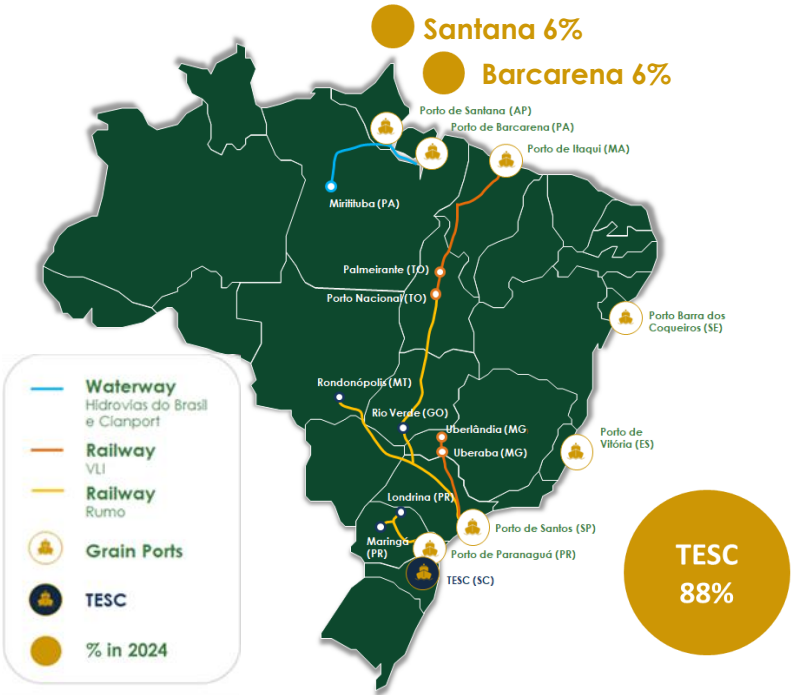 Santana 6%
Barcarena 6%
Porto de Santana (AP)
Porto de Barcarena (PA)
Porto de Itaqui (MA)
Miritituba (PA)
Palmeirante (TO)
Porto Nacional (TO)
Porto Barra dos
Coqueiros (SE)
Rondonópolis (MT)
Rio Verde (GO)
Uberlândia (MG
Uberaba (MG)
Porto de
Vitória (ES)
Londrina (PR)
Maringá
(PR)
Porto de Santos (SP)
Porto de Paranaguá (PR)
TESC (SC)
Waterway
Hidrovias do Brasil
e Cianport
Railway
VLI
Railway
Rumo
Grain Ports
TESC
% in 2024
TESC
88%